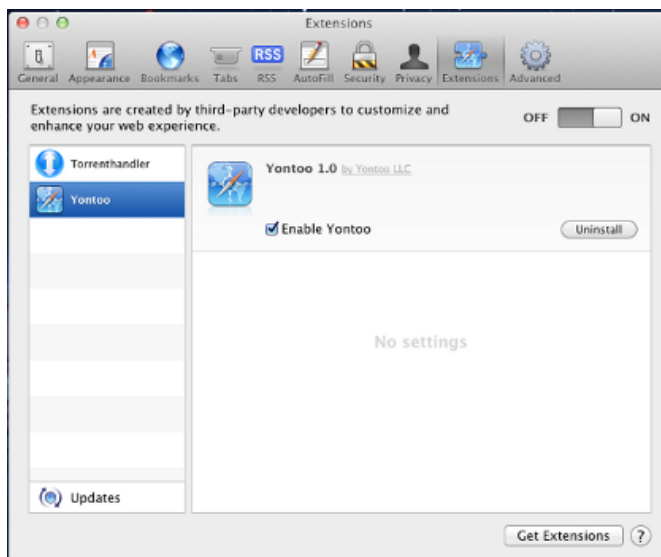 Extensions
General Appearance Bookmarks Tabs RSS RSS AutoFill Security Privacy Extensions Advanced
Extensions are created by third-party developers to customize and
enhance your web experience.
OFF ON
Torrenthandler
Yontoo
Yontoo 1.0 by Yontoo LLC
Enable Yontoo
Uninstall
No settings
Updates
Get Extensions ?